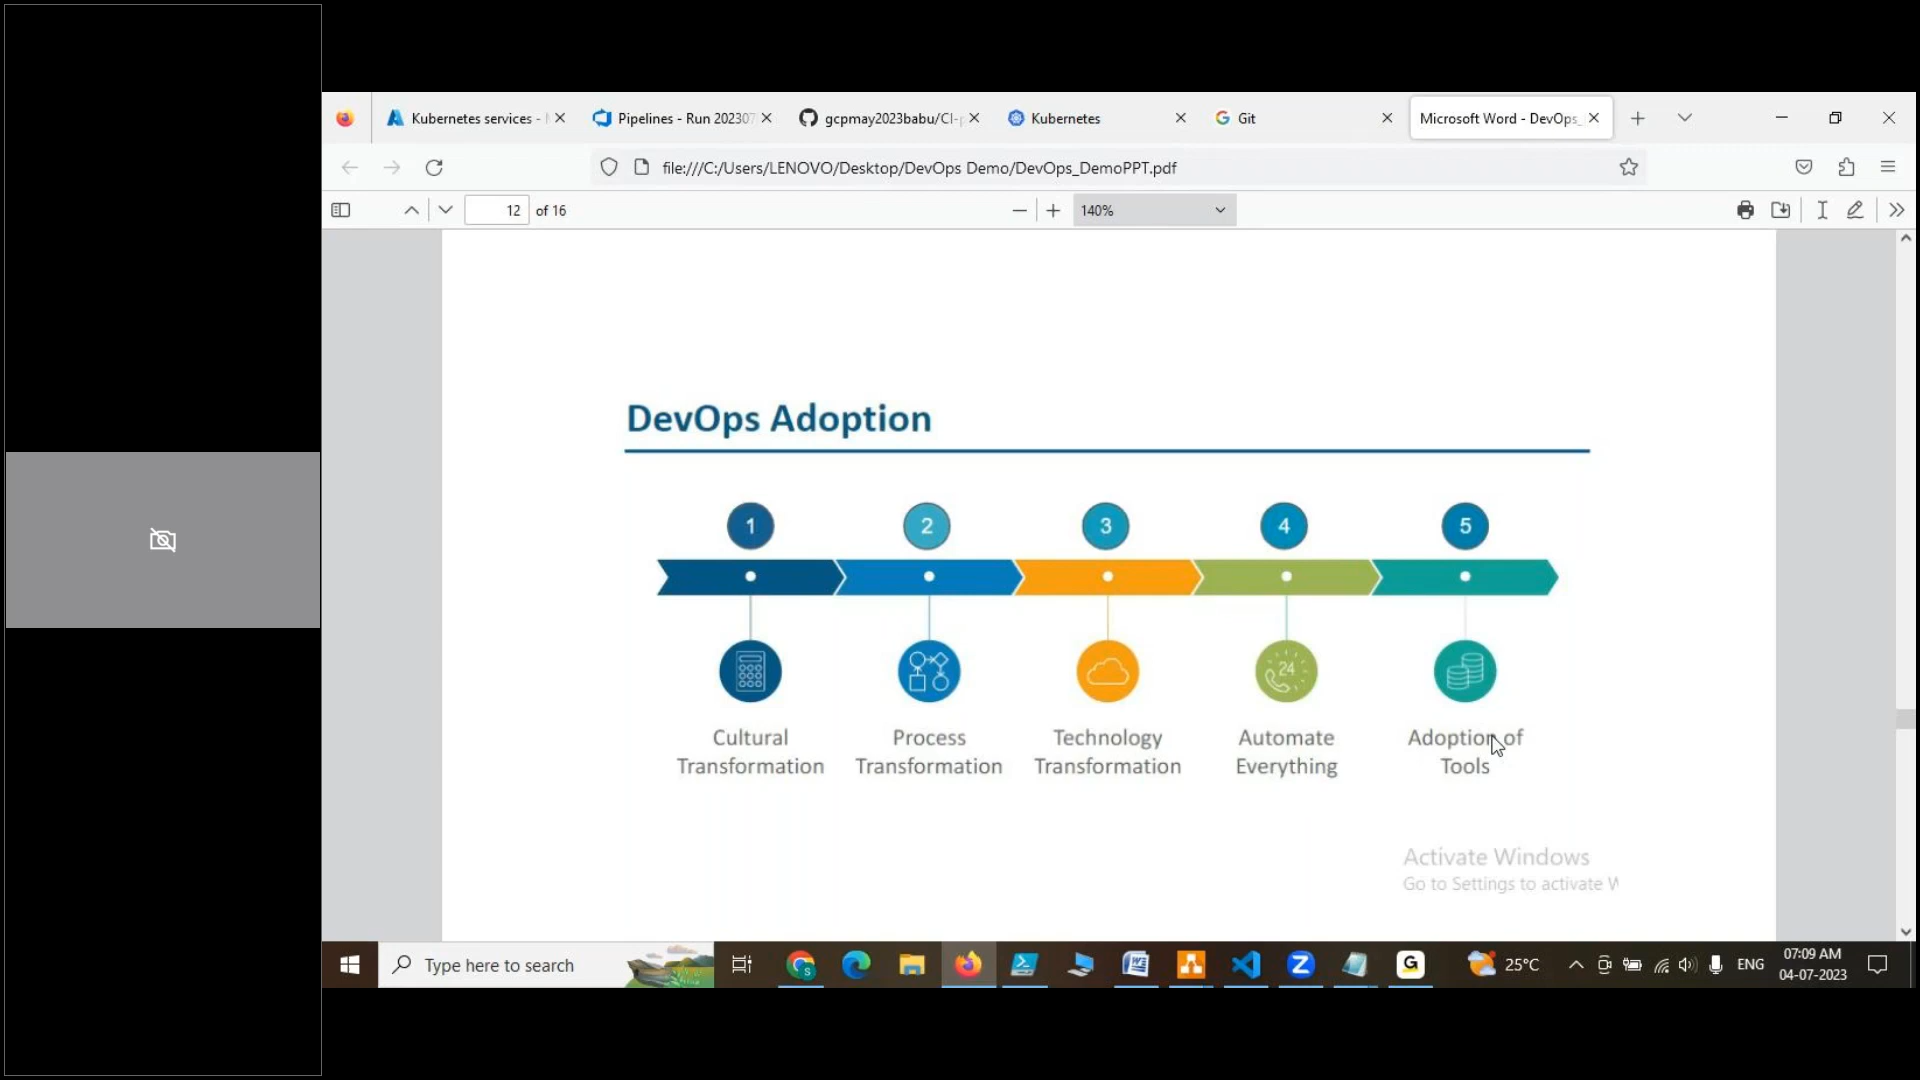 Kubernetes services -
Pipelines - Run 202307
gcpmay2023babu/CI-p
Kubernetes
Git
Microsoft Word - DevOps_
file:///C:/Users/LENOVO/Desktop/DevOps Demo/DevOps_DemoPPT.pdf
12 of 16
140%
DevOps Adoption
1 2 3 4 5
24
Cultural
Transformation
Process
Transformation
Technology
Transformation
Automate
Everything
Adoption of
Tools
Activate Windows
Go to Settings to activate W
Type here to search
25°C
ENG
07:09 AM
04-07-2023